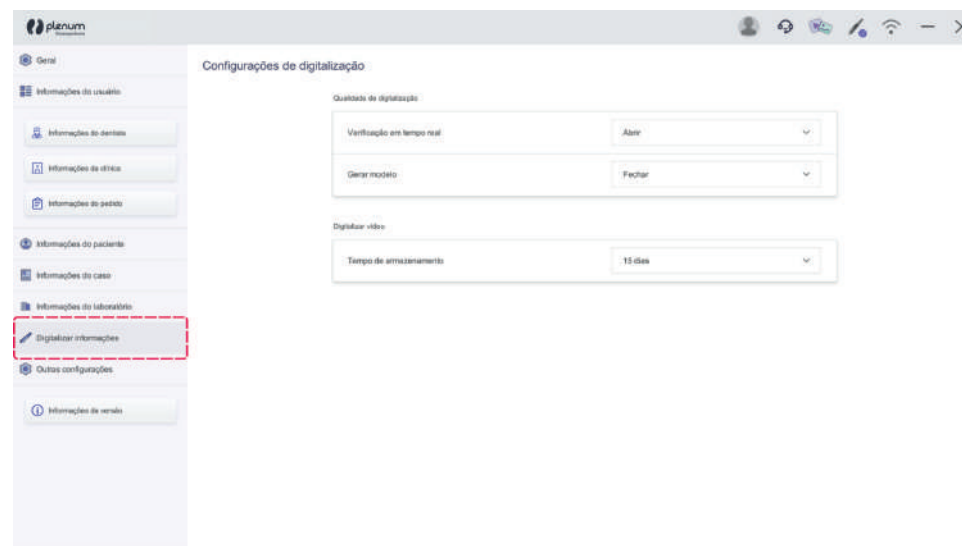 plenum
Geral
Informações do usuário
Informações do dentista
Informações da clínica
Informações do pedido
Informações do paciente
Informações do caso
Informações do laboratório
Digitalizar informações
Outras configurações
Informações da versão
Configurações de digitalização
Qualidade de digitalização
Verificação em tempo real
Abrir
Gerar modelo
Fechar
Digitalizar vídeo
Tempo de armazenamento
15 dias